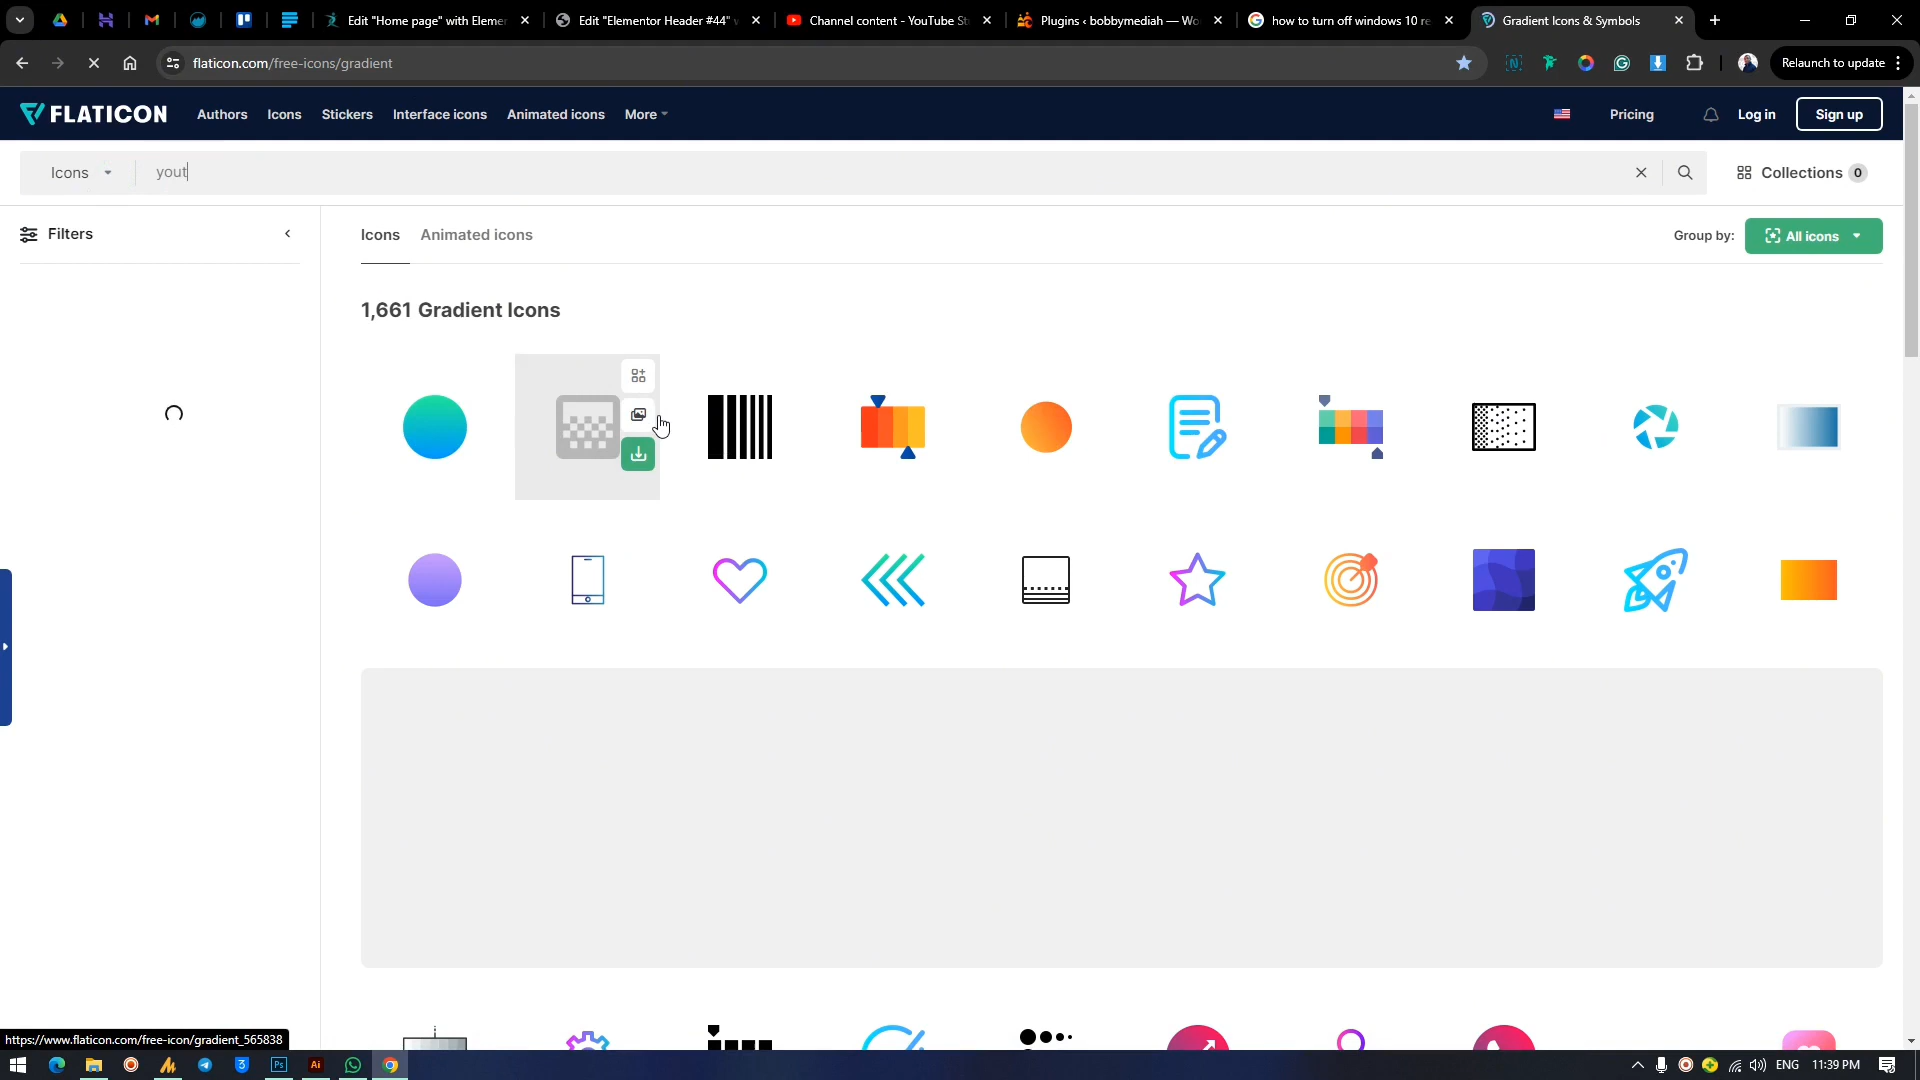 Edit "Home page" with Elemer
Edit "Elementor Header #44"
Channel content - YouTube St
Plugins ‹ bobbymediah — Wo
how to turn off windows 10 re
Gradient Icons & Symbols
flaticon.com/free-icons/gradient
Relaunch to update
FLATICON
Authors
Icons
Stickers
Interface icons
Animated icons
More
Pricing
Log in
Sign up
Icons
yout
Collections 0
Filters
Icons
Animated icons
Group by:
All icons
1,661 Gradient Icons
https://www.flaticon.com/free-icon/gradient_565838
Ps
Ai
ENG
11:39 PM